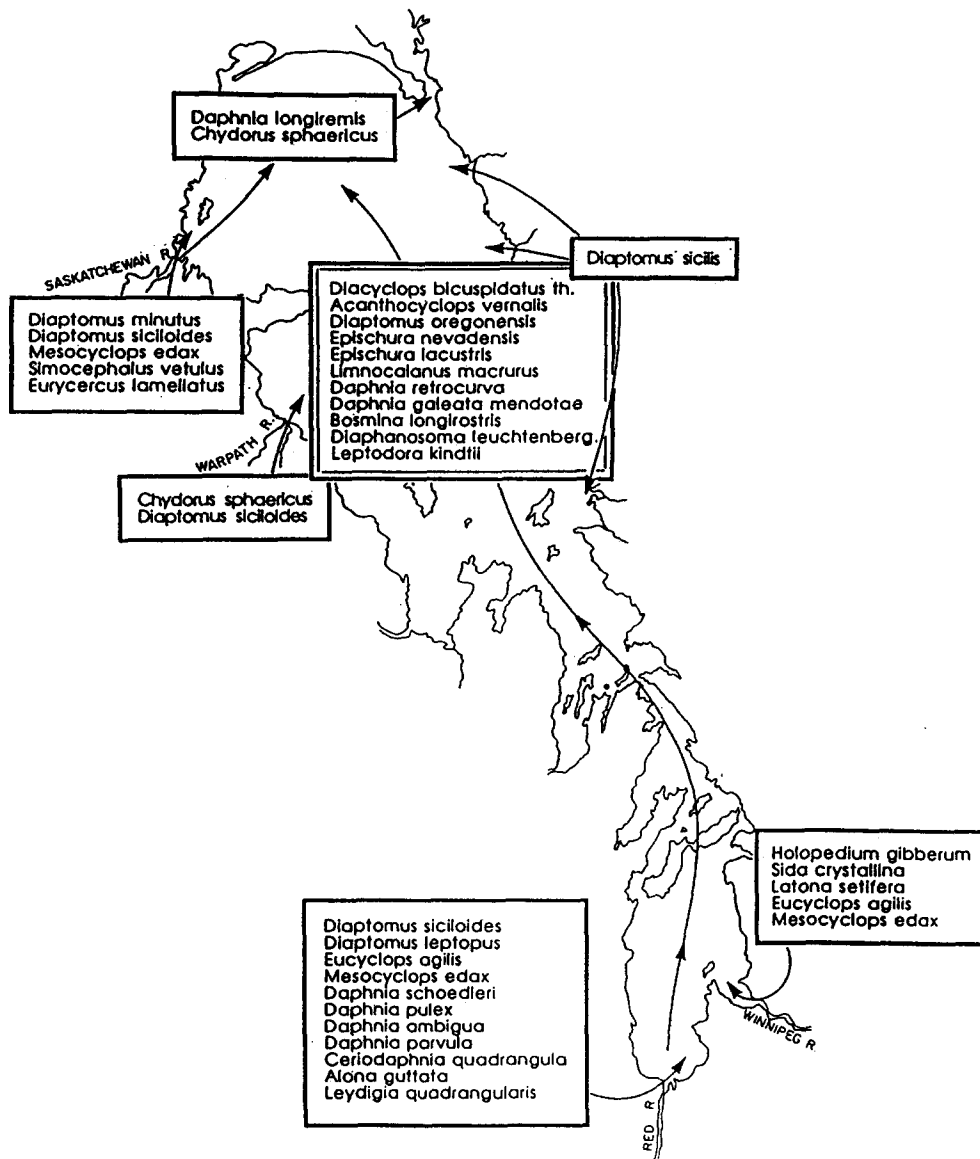 Daphnia longiremis
Chydorus sphaericus
Diaptomus sicilis
SASKATCHEWAN R.
Diaptomus minutus
Diaptomus siciloides
Mesocyclops edax
Simocephalus vetulus
Eurycercus lamellatus
Diacyclops bicuspidatus th.
Acanthocyclops vernalis
Diaptomus oregonensis
Epischura nevadensis
Epischura lacustris
Limnocalanus macrurus
Daphnia retrocurva
Daphnia galeata mendotae
Bosmina longirostris
Diaphanosoma leuchtenberg.
Leptodora kindtii
WARPATH R.
Chydorus sphaericus
Diaptomus siciloides
Holopedium gibberum
Sida crystallina
Latona setifera
Eucyclops agilis
Mesocyclops edax
Diaptomus siciloides
Diaptomus leptopus
Eucyclops agilis
Mesocyclops edax
Daphnia schoedleri
Daphnia pulex
Daphnia ambigua
Daphnia parvula
Ceriodaphnia quadrangula
Alona guttata
Leydigia quadrangularis
WINNIPEG R.
RED R.